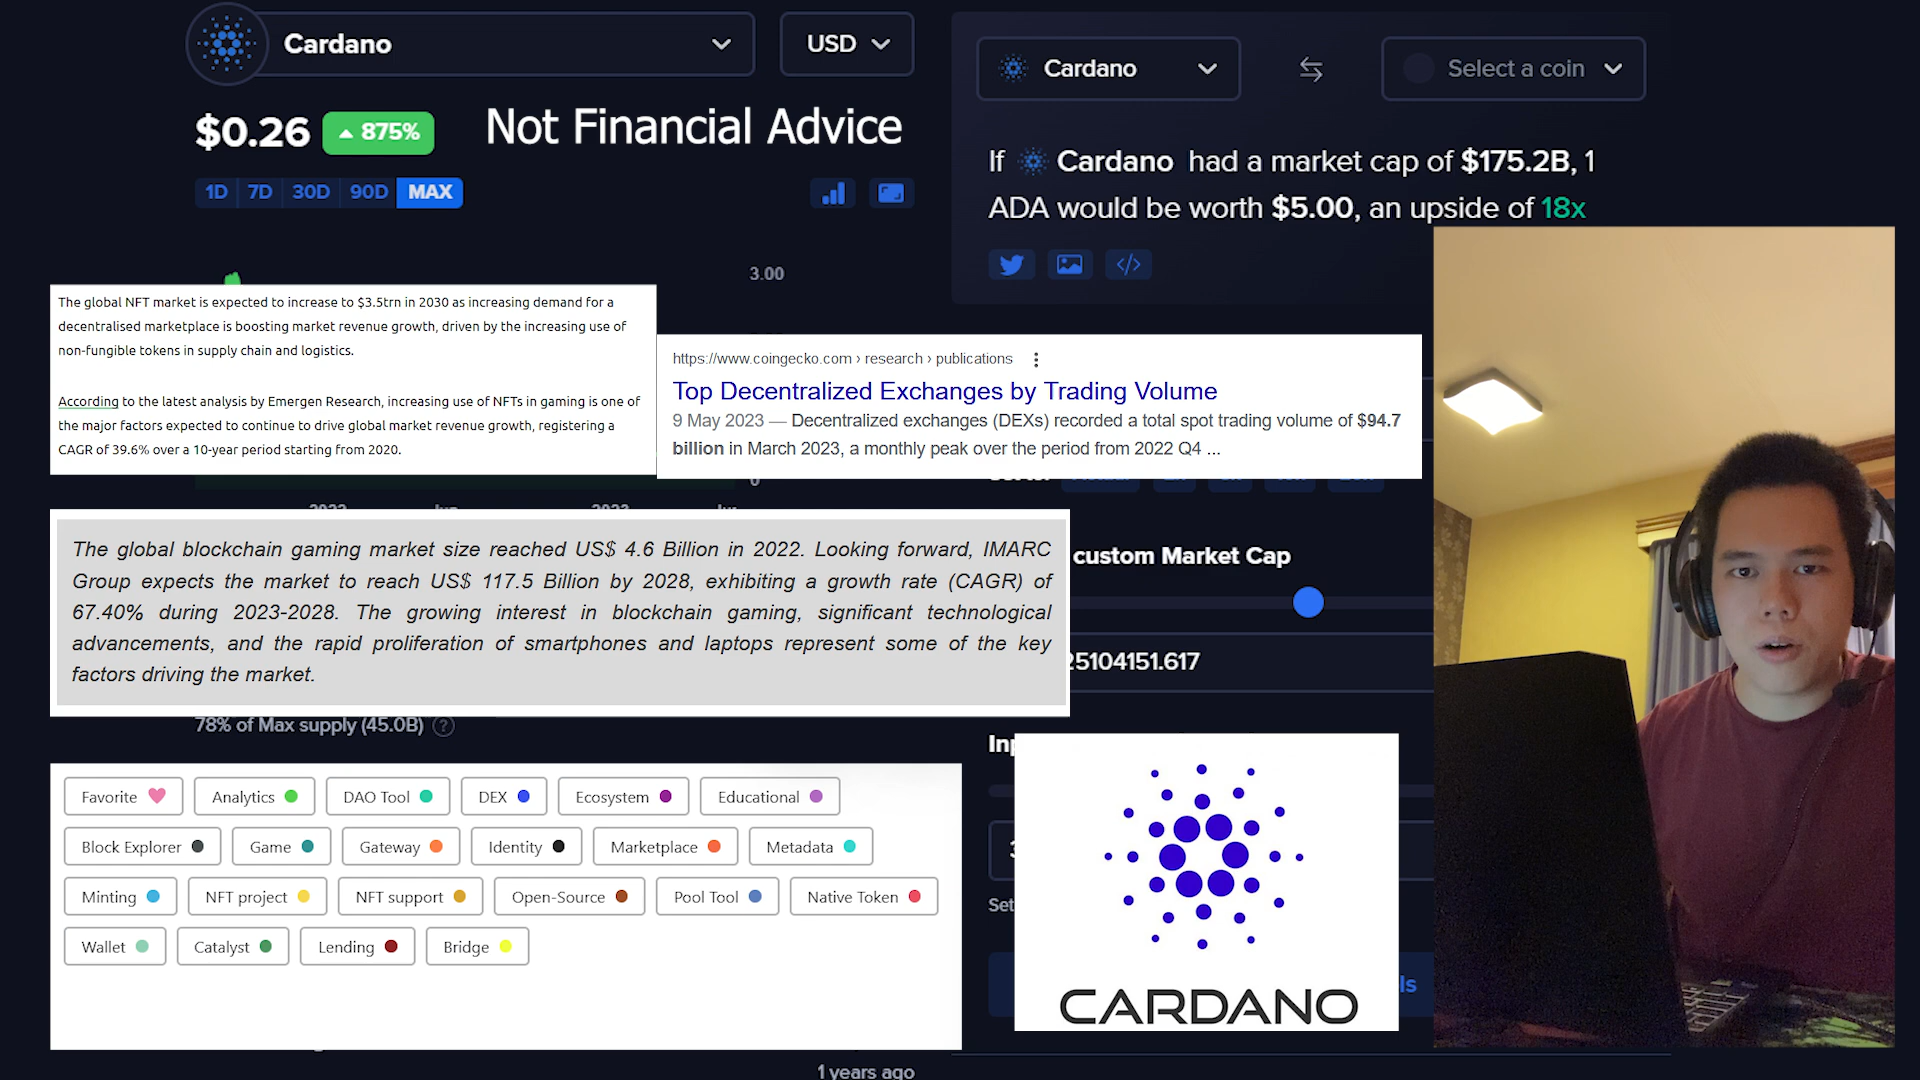 Cardano
USD
$0.26
875%
Not Financial Advice
1D 7D 30D 90D MAX
3.00
Cardano
Select a coin
If Cardano had a market cap of $175.2B, 1
ADA would be worth $5.00, an upside of 18x
The global NFT market is expected to increase to $3.5trn in 2030 as increasing demand for a
decentralised marketplace is boosting market revenue growth, driven by the increasing use of
non-fungible tokens in supply chain and logistics.
According to the latest analysis by Emergen Research, increasing use of NFTs in gaming is one of
the major factors expected to continue to drive global market revenue growth, registering a
CAGR of 39.6% over a 10-year period starting from 2020.
https://www.coingecko.com › research › publications
Top Decentralized Exchanges by Trading Volume
9 May 2023 — Decentralized exchanges (DEXs) recorded a total spot trading volume of $94.7
billion in March 2023, a monthly peak over the period from 2022 Q4 ...
0
The global blockchain gaming market size reached US$ 4.6 Billion in 2022. Looking forward, IMARC
Group expects the market to reach US$ 117.5 Billion by 2028, exhibiting a growth rate (CAGR) of
67.40% during 2023-2028. The growing interest in blockchain gaming, significant technological
advancements, and the rapid proliferation of smartphones and laptops represent some of the key
factors driving the market.
custom Market Cap
25104151.617
78% of Max supply (45.0B) ?
Favorite Analytics DAO Tool DEX Ecosystem Educational
Block Explorer Game Gateway Identity Marketplace Metadata
Minting NFT project NFT support Open-Source Pool Tool Native Token
Wallet Catalyst Lending Bridge
Set
CARDANO
1 years ago